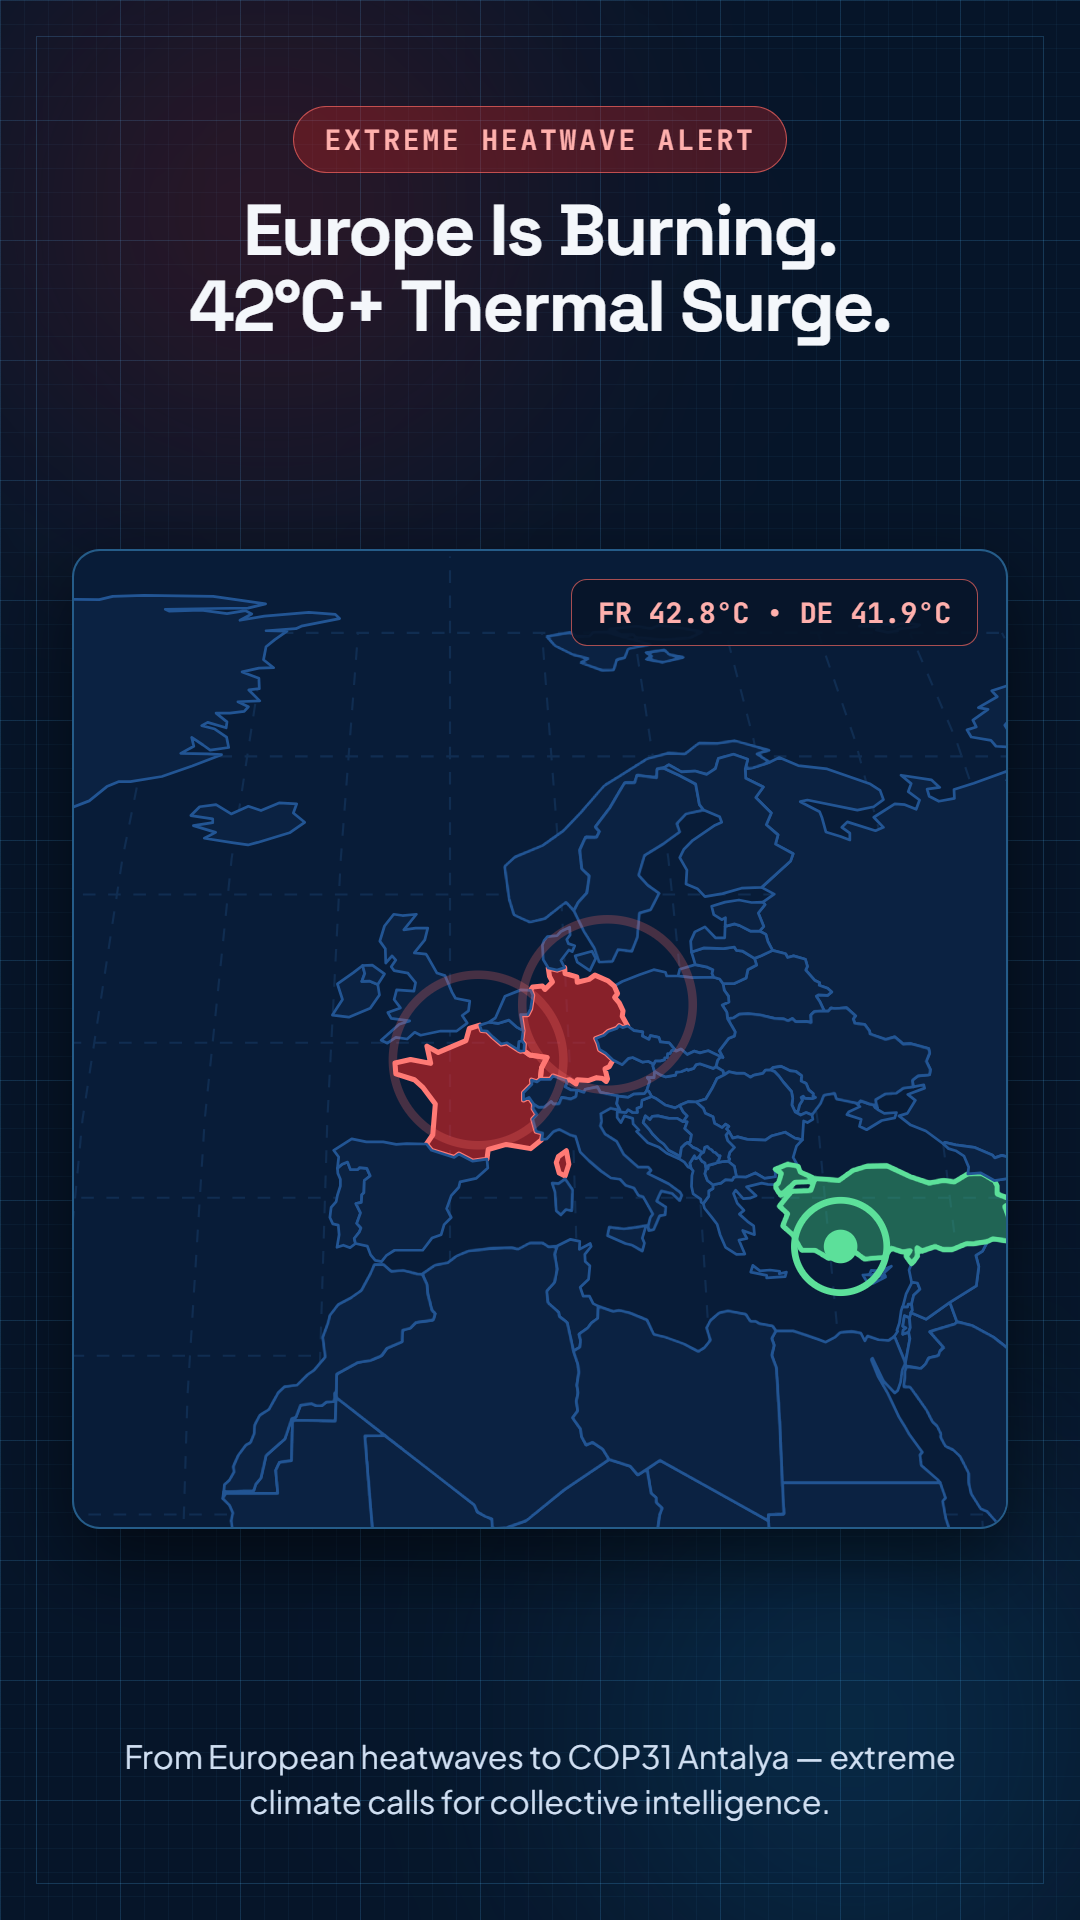 EXTREME HEATWAVE ALERT
Europe Is Burning.
42°C+ Thermal Surge.
FR 42.8°C • DE 41.9°C
From European heatwaves to COP31 Antalya — extreme
climate calls for collective intelligence.